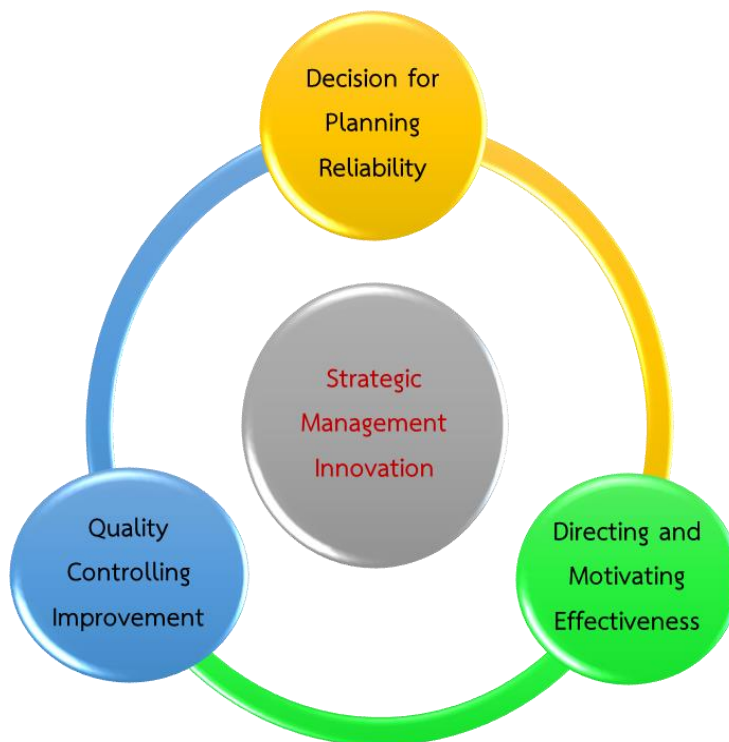 Decision for
Planning
Reliability
Strategic
Management
Innovation
Quality
Controlling
Improvement
Directing and
Motivating
Effectiveness